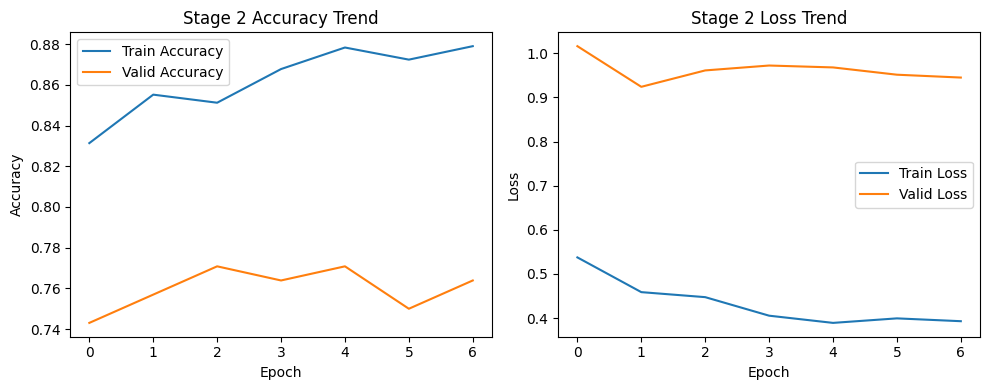 Stage 2 Accuracy Trend
0.88
0.86
0.84
0.82
0.80
0.78
0.76
0.74
Accuracy
Train Accuracy
Valid Accuracy
0 1 2 3 4 5 6
Epoch
Stage 2 Loss Trend
1.0
0.9
0.8
0.7
0.6
0.5
0.4
Loss
Train Loss
Valid Loss
0 1 2 3 4 5 6
Epoch